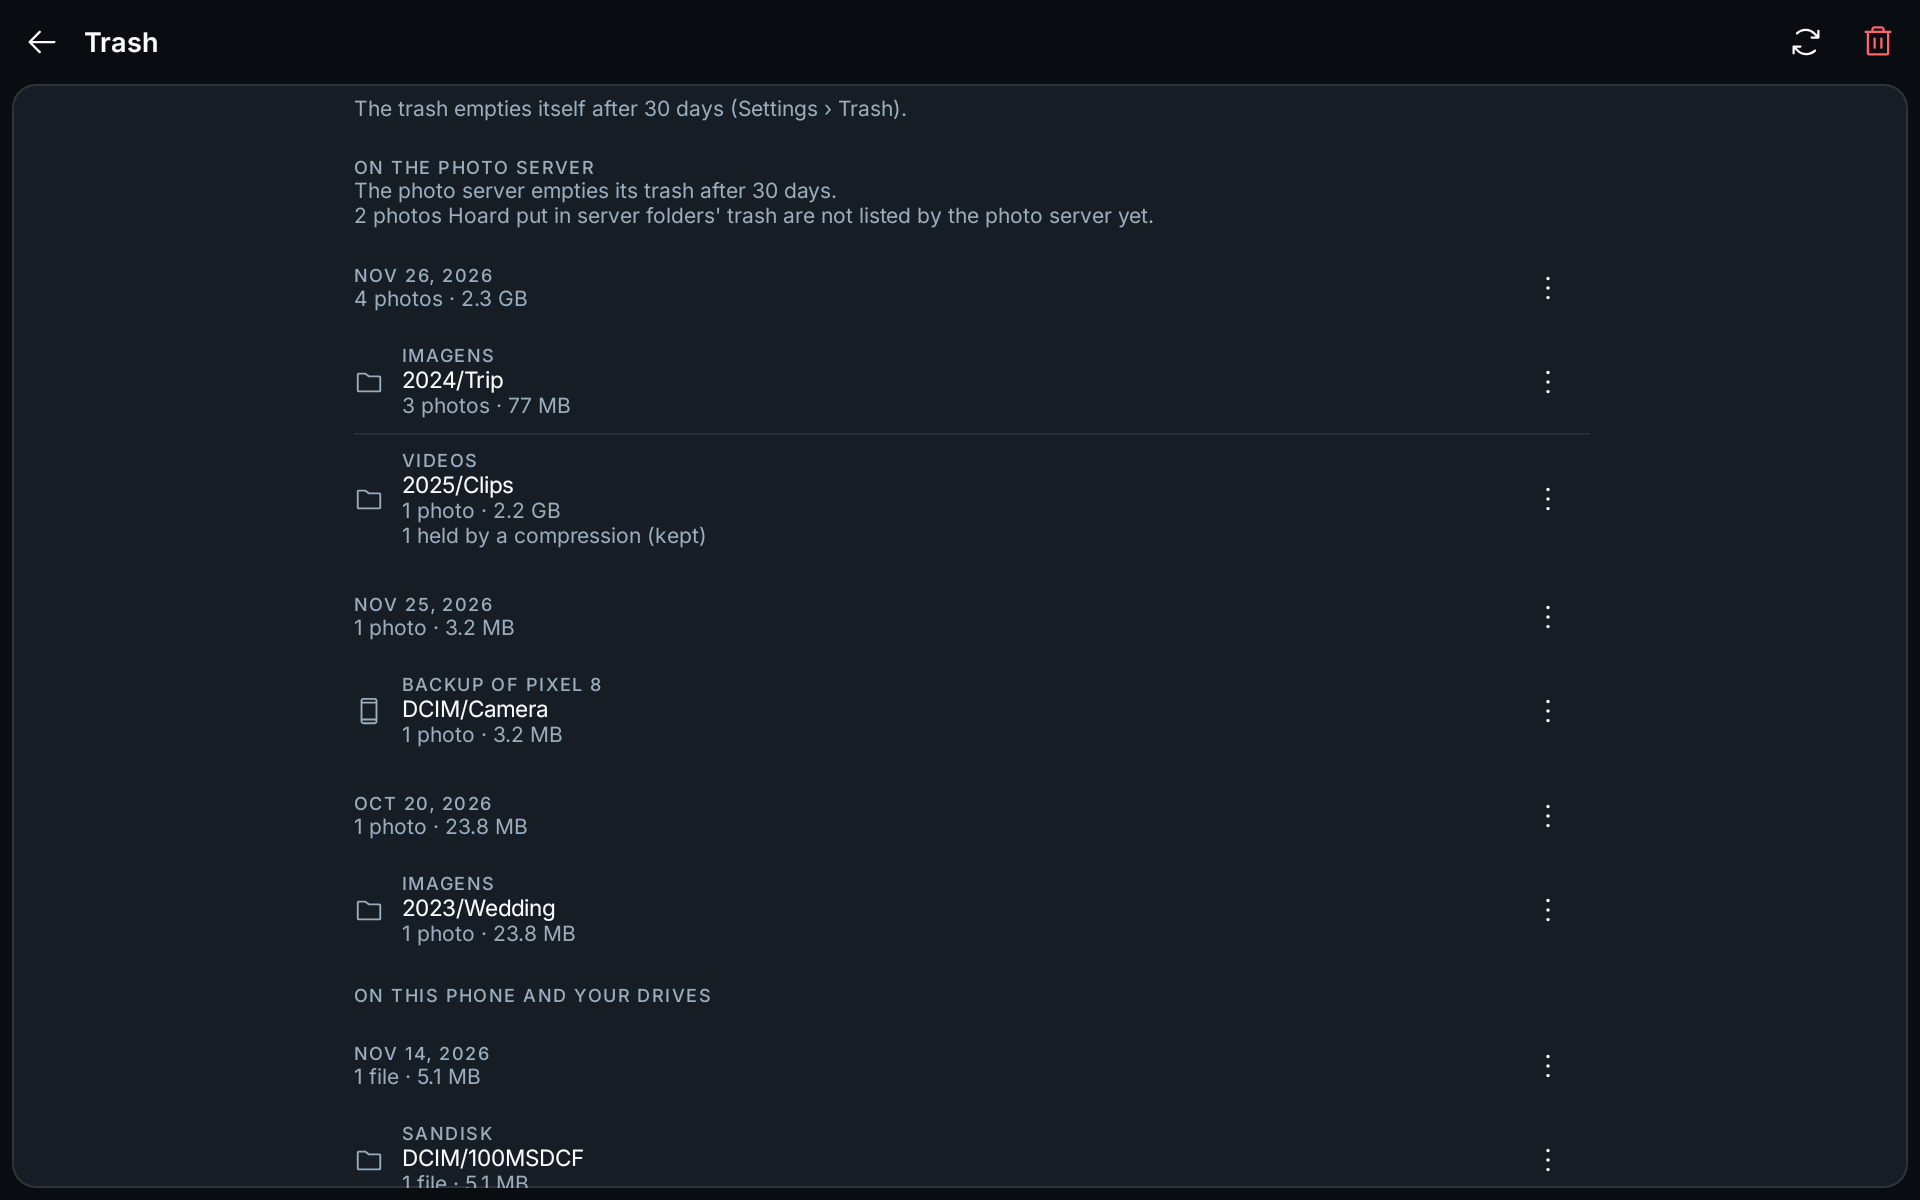 Trash
The trash empties itself after 30 days (Settings › Trash).
ON THE PHOTO SERVER
The photo server empties its trash after 30 days.
2 photos Hoard put in server folders' trash are not listed by the photo server yet.
NOV 26, 2026
4 photos · 2.3 GB
IMAGENS
2024/Trip
3 photos · 77 MB
VIDEOS
2025/Clips
1 photo · 2.2 GB
1 held by a compression (kept)
NOV 25, 2026
1 photo · 3.2 MB
BACKUP OF PIXEL 8
DCIM/Camera
1 photo · 3.2 MB
OCT 20, 2026
1 photo · 23.8 MB
IMAGENS
2023/Wedding
1 photo · 23.8 MB
ON THIS PHONE AND YOUR DRIVES
NOV 14, 2026
1 file · 5.1 MB
SANDISK
DCIM/100MSDCF
1 file · 5.1 MB